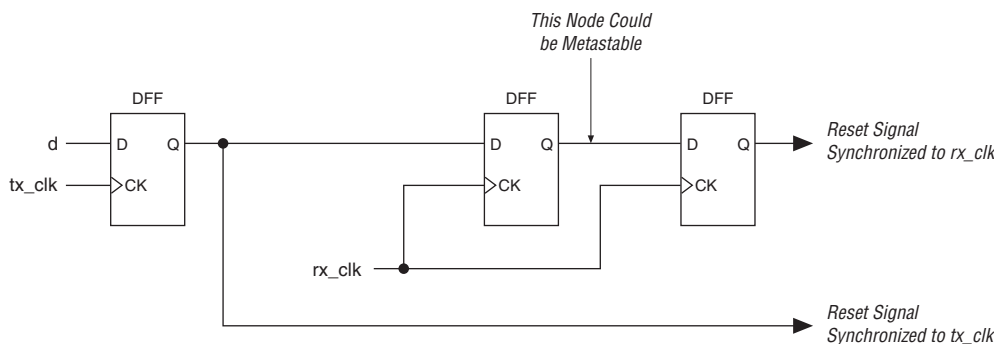 This Node Could
be Metastable
DFF
DFF
DFF
d
D
Q
D
Q
D
Q
Reset Signal
Synchronized to rx_clk
tx_clk
CK
CK
CK
rx_clk
Reset Signal
Synchronized to tx_clk